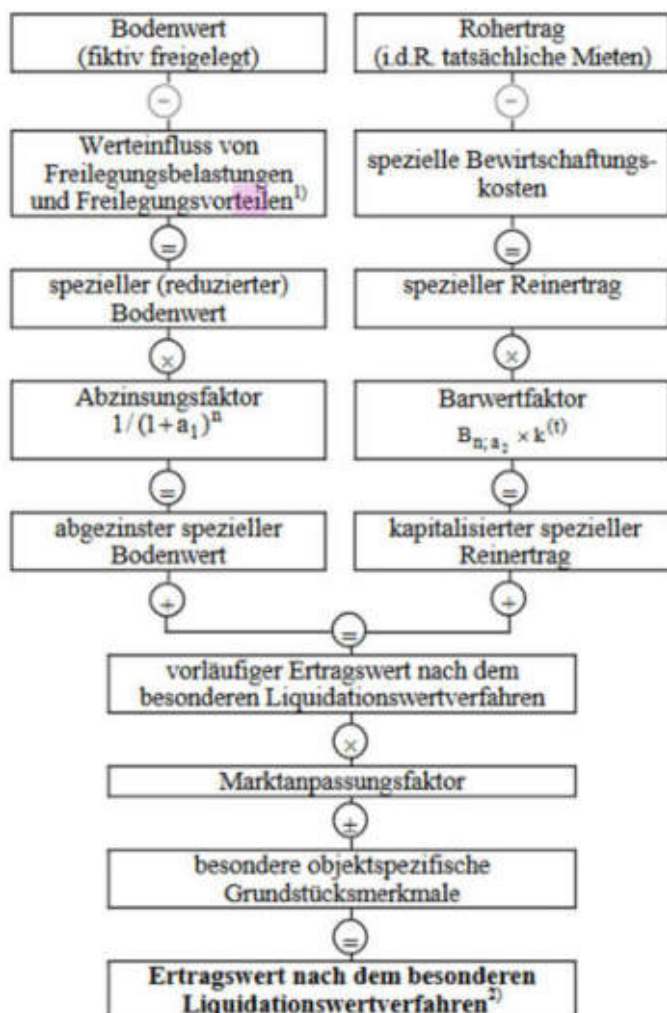 Bodenwert
(fiktiv freigelegt)
−
Werteinfluss von
Freilegungsbelastungen
und Freilegungsvorteilen1)
=
spezieller (reduzierter)
Bodenwert
×
Abzinsungsfaktor
1/(1+a₁)ⁿ
=
abgezinster spezieller
Bodenwert
+
Rohertrag
(i.d.R. tatsächliche Mieten)
−
spezielle Bewirtschaftungs-
kosten
=
spezieller Reinertrag
×
Barwertfaktor
B n; a₂ × k(t)
=
kapitalisierter spezieller
Reinertrag
+
=
vorläufiger Ertragswert nach dem
besonderen Liquidationswertverfahren
×
Marktanpassungsfaktor
±
besondere objektspezifische
Grundstücksmerkmale
=
Ertragswert nach dem besonderen
Liquidationswertverfahren2)